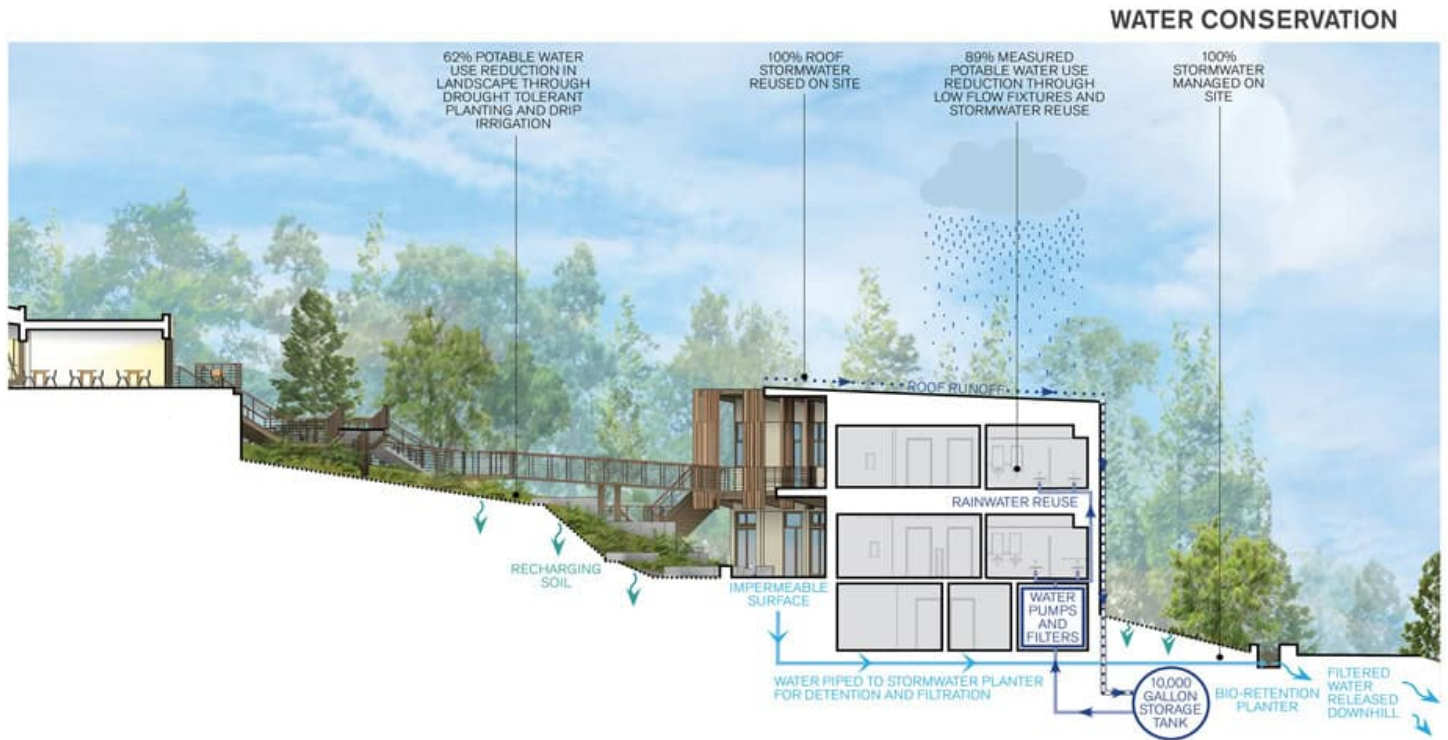 WATER CONSERVATION
62% POTABLE WATER
USE REDUCTION IN
LANDSCAPE THROUGH
DROUGHT TOLERANT
PLANTING AND DRIP
IRRIGATION
100% ROOF
STORMWATER
REUSED ON SITE
89% MEASURED
POTABLE WATER USE
REDUCTION THROUGH
LOW FLOW FIXTURES AND
STORMWATER REUSE
100%
STORMWATER
MANAGED ON
SITE
ROOF RUNOFF
RAINWATER REUSE
RECHARGING
SOIL
IMPERMEABLE
SURFACE
WATER
PUMPS
AND
FILTERS
WATER PIPED TO STORMWATER PLANTER
FOR DETENTION AND FILTRATION
10,000
GALLON
STORAGE
TANK
BIO-RETENTION
PLANTER
FILTERED
WATER
RELEASED
DOWNHILL